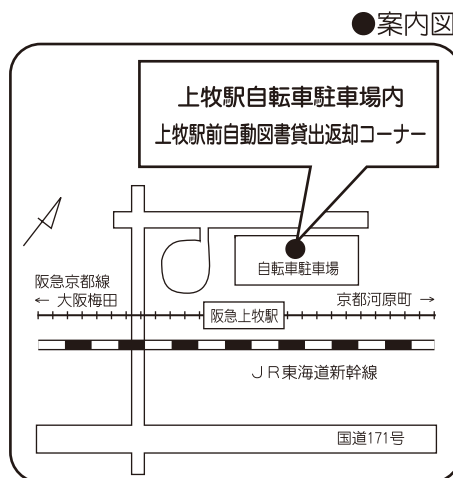 ●案内図
上牧駅自転車駐車場内
上牧駅前自動図書貸出返却コーナー
自転車駐車場
阪急京都線
← 大阪梅田
京都河原町 →
阪急上牧駅
JR東海道新幹線
国道171号